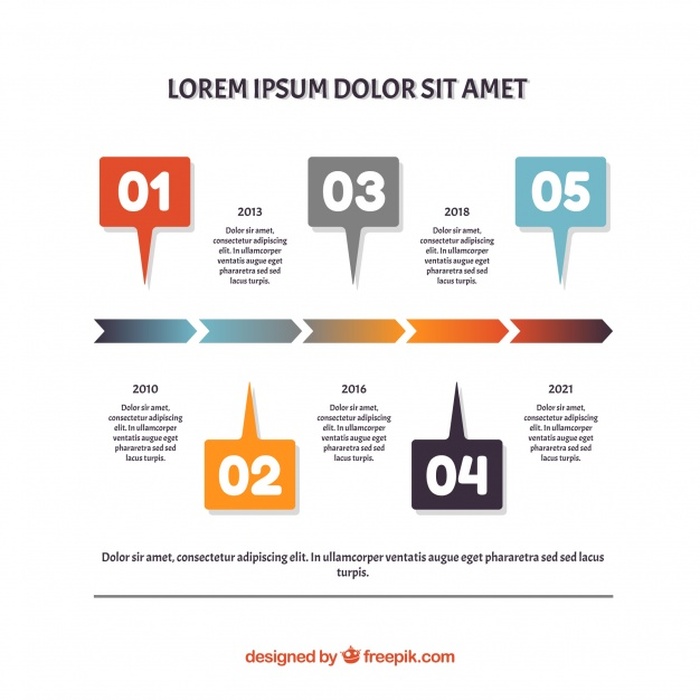 LOREM IPSUM DOLOR SIT AMET
01
03
05
2013
Dolor sir amet,
consectetur adipiscing
elit. In ullamcorper
ventatis augue eget
phararetra sed sed
lacus turpis.
2018
Dolor sir amet,
consectetur adipiscing
elit. In ullamcorper
ventatis augue eget
phararetra sed sed
lacus turpis.
2010
Dolor sir amet,
consectetur adipiscing
elit. In ullamcorper
ventatis augue eget
phararetra sed sed
lacus turpis.
2016
Dolor sir amet,
consectetur adipiscing
elit. In ullamcorper
ventatis augue eget
phararetra sed sed
lacus turpis.
2021
Dolor sir amet,
consectetur adipiscing
elit. In ullamcorper
ventatis augue eget
phararetra sed sed
lacus turpis.
02
04
Dolor sir amet, consectetur adipiscing elit. In ullamcorper ventatis augue eget phararetra sed sed lacus
turpis.
designed by freepik.com